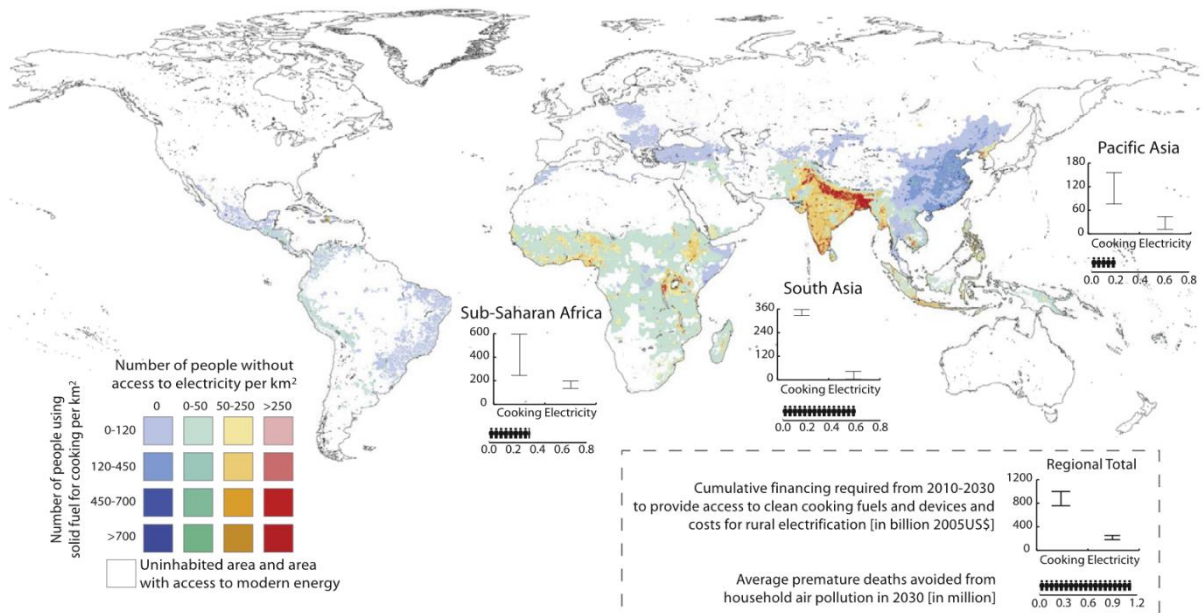 Pacific Asia
180
120
60
0
Cooking Electricity
0.0 0.2 0.4 0.6 0.8
South Asia
360
240
120
0
Cooking Electricity
0.0 0.2 0.4 0.6 0.8
Sub-Saharan Africa
600
400
200
0
Cooking Electricity
0.0 0.2 0.4 0.6 0.8
Number of people without
access to electricity per km²
0 0-50 50-250 >250
Number of people using
solid fuel for cooking per km²
0-120
120-450
450-700
>700
Uninhabited area and area
with access to modern energy
Regional Total
Cumulative financing required from 2010-2030
to provide access to clean cooking fuels and devices and
costs for rural electrification [in billion 2005US$]
1200
800
400
0
Cooking Electricity
Average premature deaths avoided from
household air pollution in 2030 [in million]
0.0 0.3 0.9 1.2